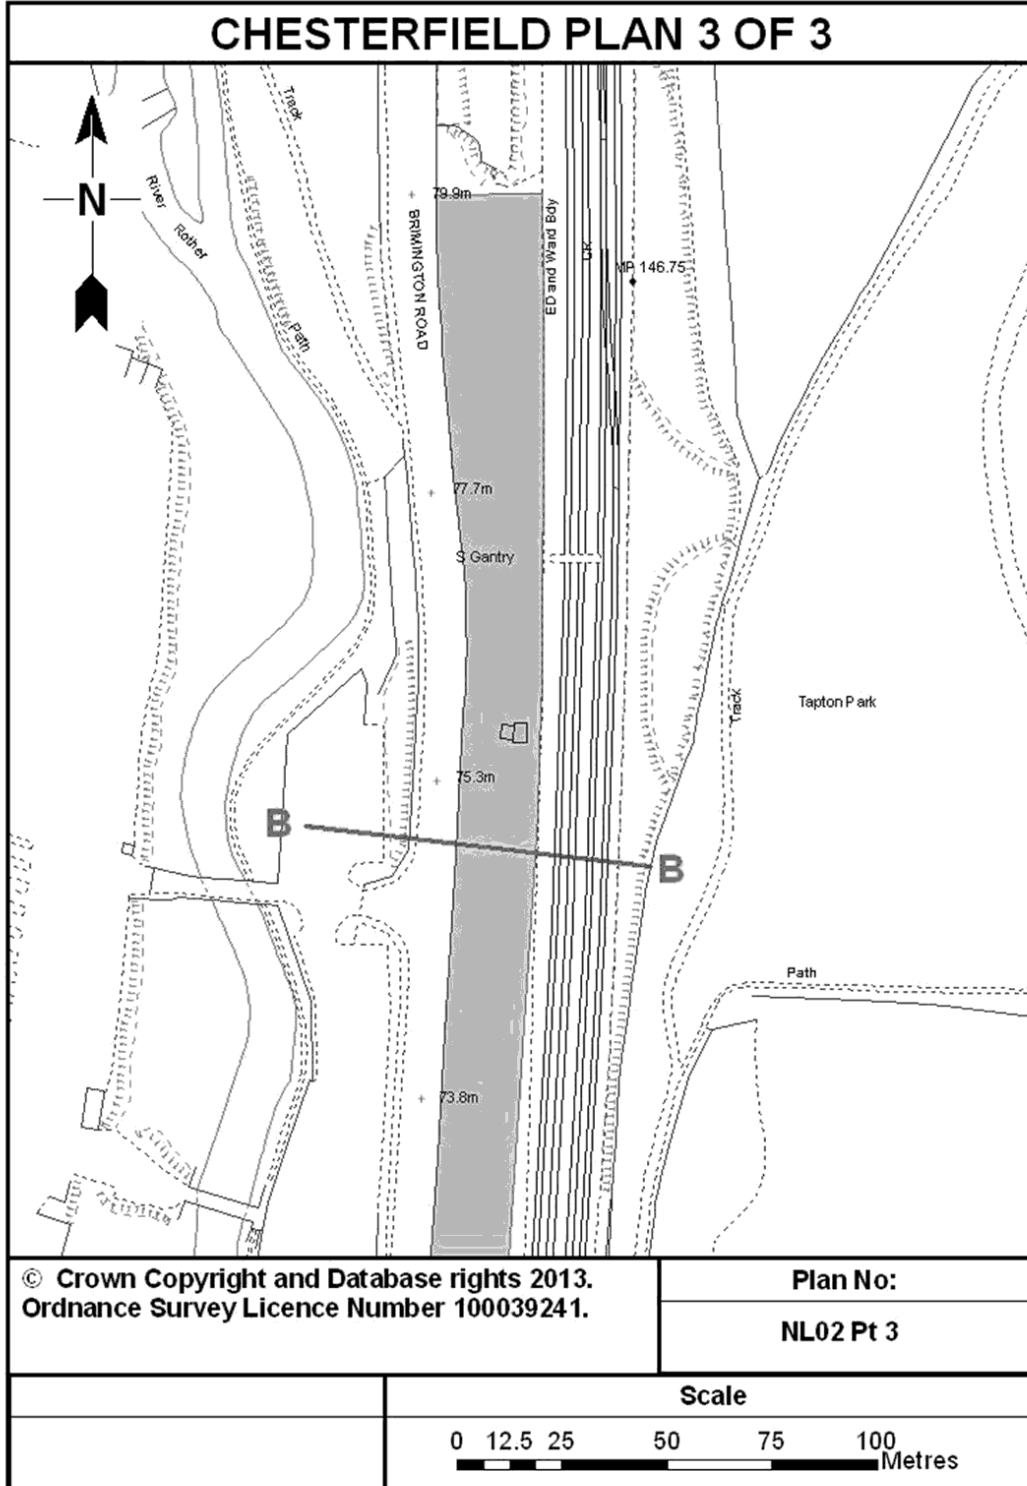 CHESTERFIELD PLAN 3 OF 3
Track
N
River
Rother
79.9m
BRIMINGTON ROAD
ED and Ward Bdy
MP 146.75
Path
77.7m
S Gantry
Track
Tapton Park
75.3m
B
B
Path
73.8m
© Crown Copyright and Database rights 2013.
Ordnance Survey Licence Number 100039241.
Plan No:
NL02 Pt 3
Scale
0 12.5 25 50 75 100
Metres